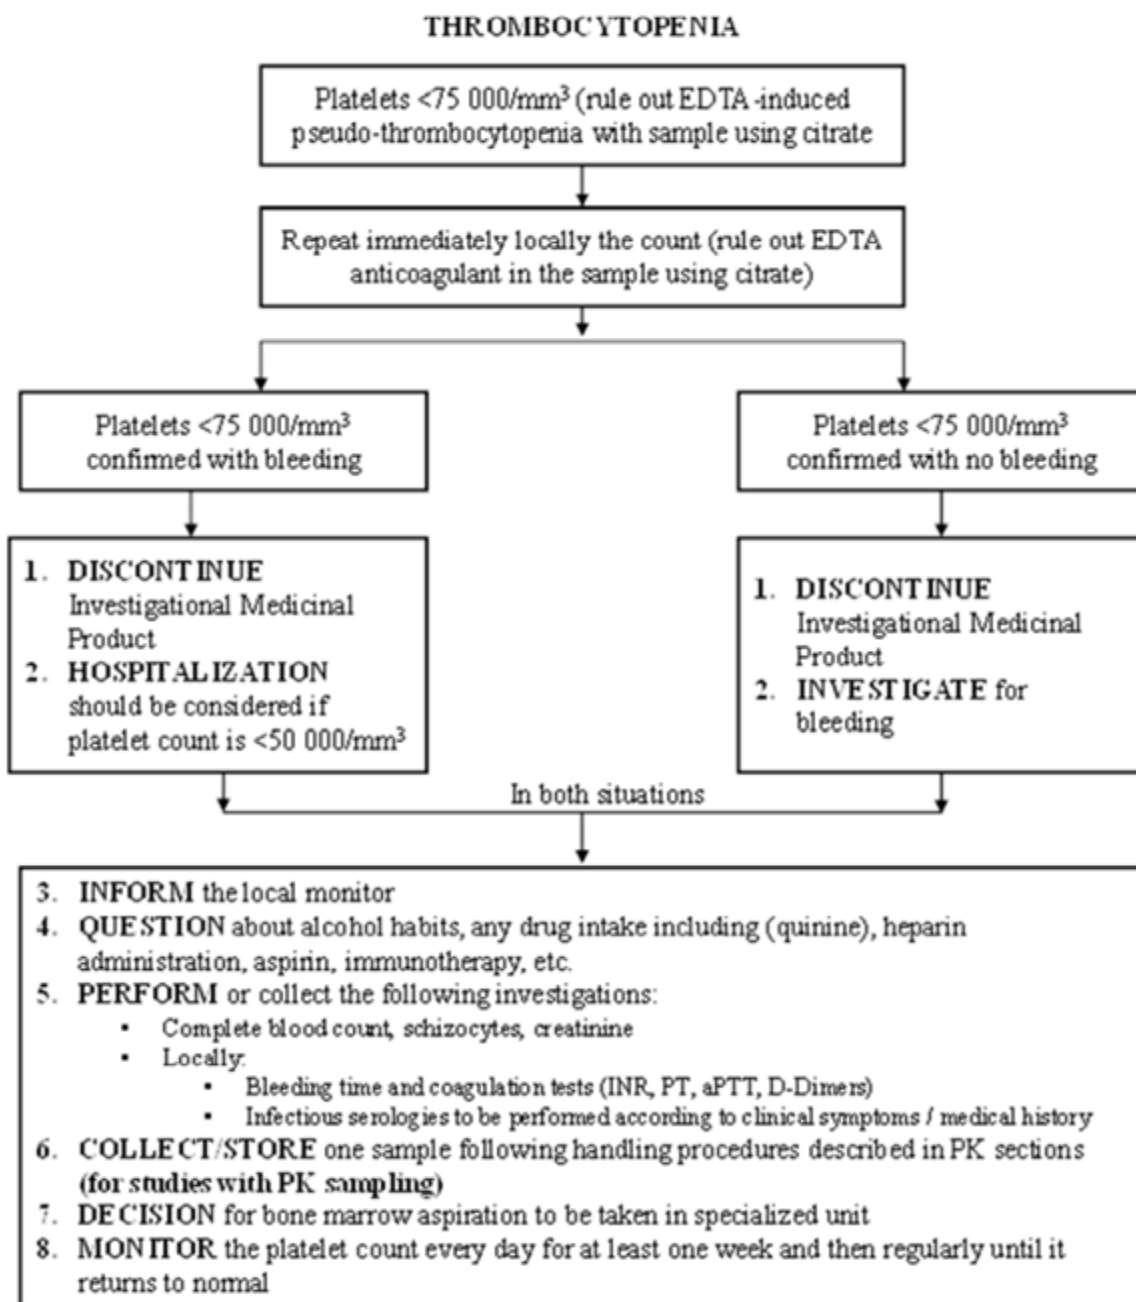 THROMBOCYTOPENIA
Platelets <75 000/mm³ (rule out EDTA-induced
pseudo-thrombocytopenia with sample using citrate
Repeat immediately locally the count (rule out EDTA
anticoagulant in the sample using citrate)
Platelets <75 000/mm³
confirmed with bleeding
Platelets <75 000/mm³
confirmed with no bleeding
1. DISCONTINUE
Investigational Medicinal
Product
2. HOSPITALIZATION
should be considered if
platelet count is <50 000/mm³
1. DISCONTINUE
Investigational Medicinal
Product
2. INVESTIGATE for
bleeding
In both situations
3. INFORM the local monitor
4. QUESTION about alcohol habits, any drug intake including (quinine), heparin
administration, aspirin, immunotherapy, etc.
5. PERFORM or collect the following investigations:
▪ Complete blood count, schizocytes, creatinine
▪ Locally:
▪ Bleeding time and coagulation tests (INR, PT, aPTT, D-Dimers)
▪ Infectious serologies to be performed according to clinical symptoms / medical history
6. COLLECT/STORE one sample following handling procedures described in PK sections
(for studies with PK sampling)
7. DECISION for bone marrow aspiration to be taken in specialized unit
8. MONITOR the platelet count every day for at least one week and then regularly until it
returns to normal